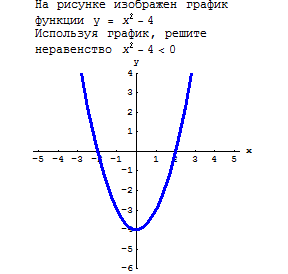 На рисунке изображен график
функции y = x² - 4
Используя график, решите
неравенство x² - 4 < 0
y
4
3
2
1
-5 -4 -3 -2 -1 1 2 3 4 5 x
-1
-2
-3
-4
-5
-6